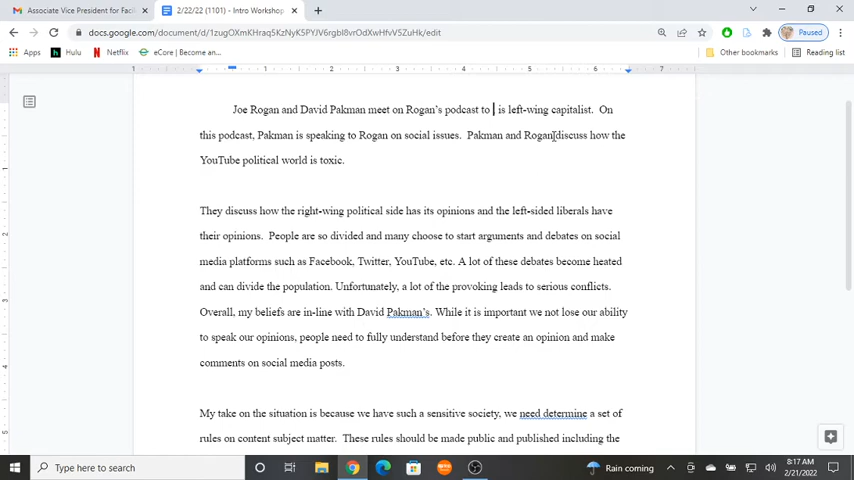 Associate Vice President for Facil
2/22/22 (1101) - Intro Workshop
docs.google.com/document/d/1zugOXmKHraq5KzNyK5PYJV6rgbI8vrOdXwHfvV5ZuHk/edit
Paused
Apps Hulu Netflix eCore | Become an...
Other bookmarks Reading list
1 1 2 3 4 5 6 7
Joe Rogan and David Pakman meet on Rogan's podcast to is left-wing capitalist. On
this podcast, Pakman is speaking to Rogan on social issues. Pakman and Rogan discuss how the
YouTube political world is toxic.
They discuss how the right-wing political side has its opinions and the left-sided liberals have
their opinions. People are so divided and many choose to start arguments and debates on social
media platforms such as Facebook, Twitter, YouTube, etc. A lot of these debates become heated
and can divide the population. Unfortunately, a lot of the provoking leads to serious conflicts.
Overall, my beliefs are in-line with David Pakman's. While it is important we not lose our ability
to speak our opinions, people need to fully understand before they create an opinion and make
comments on social media posts.
My take on the situation is because we have such a sensitive society, we need determine a set of
rules on content subject matter. These rules should be made public and published including the
Type here to search
Rain coming
8:17 AM
2/21/2022